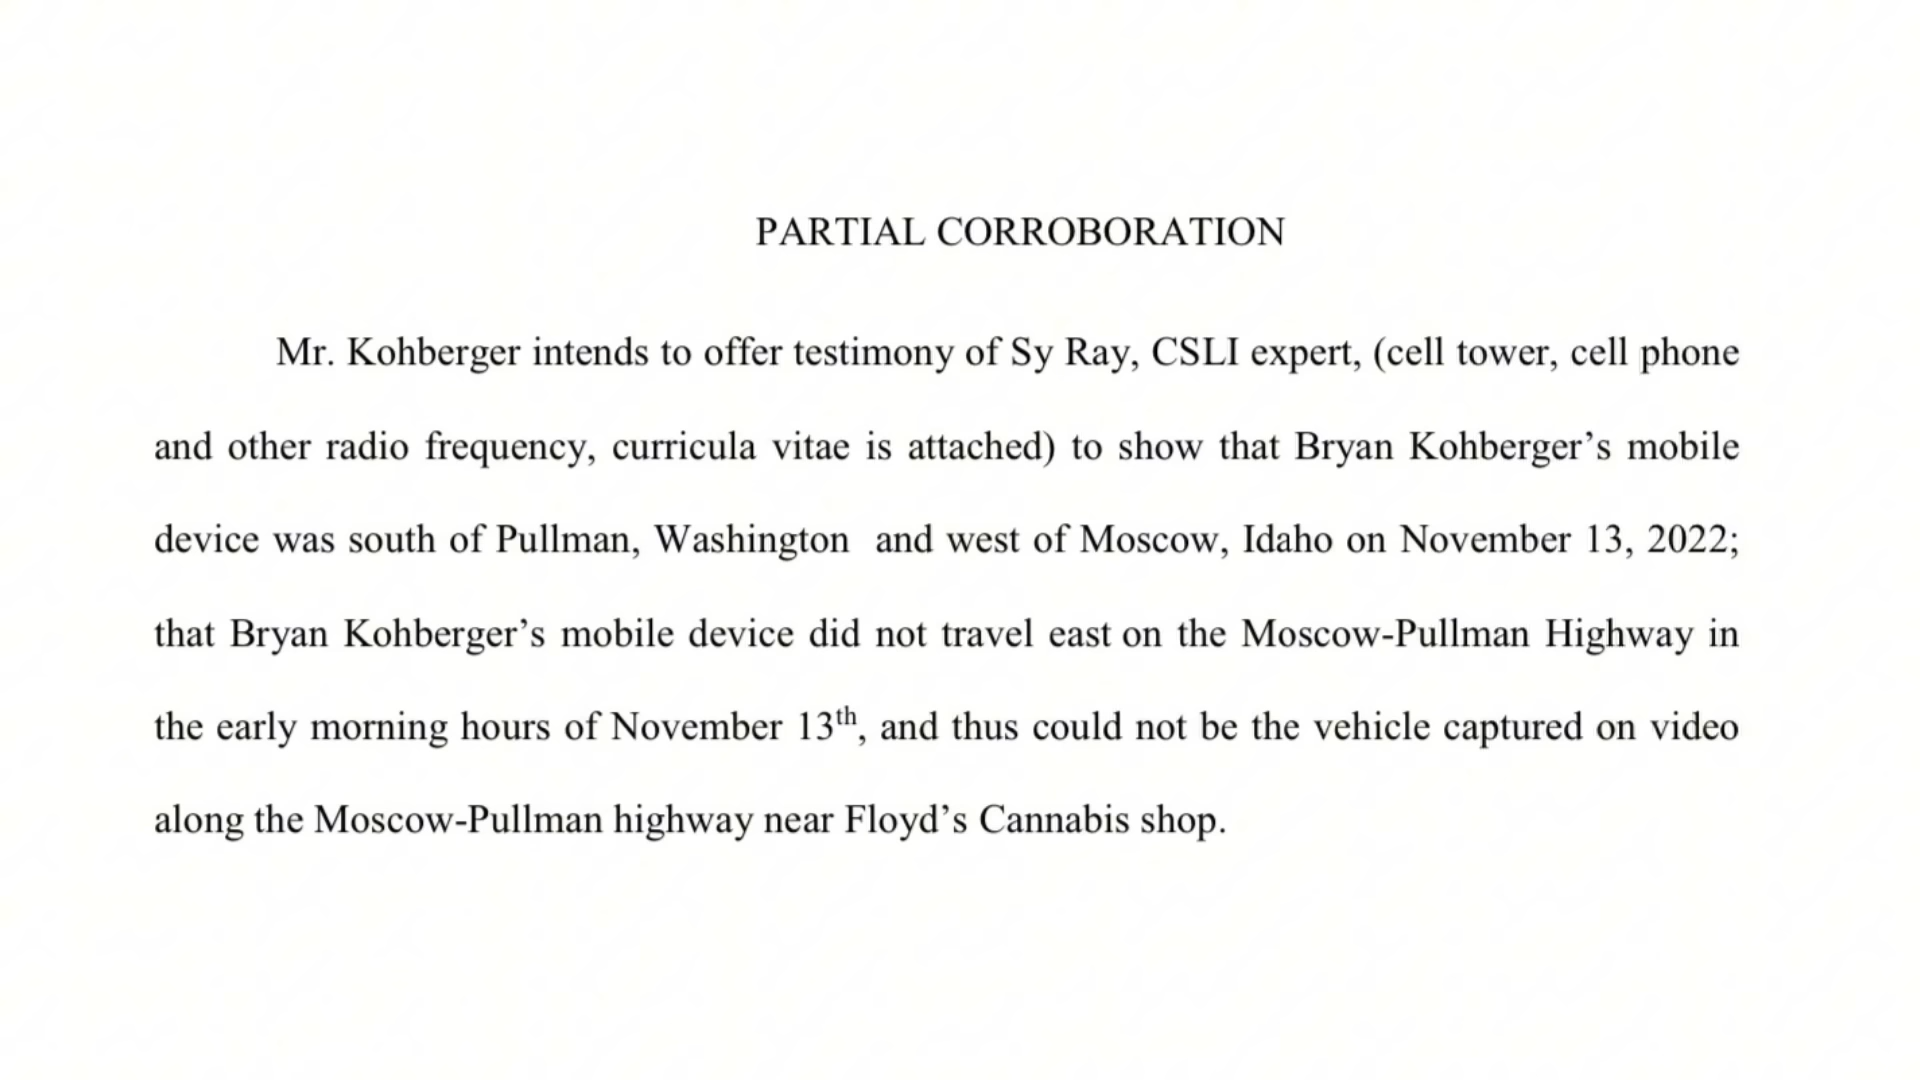 PARTIAL CORROBORATION
Mr. Kohberger intends to offer testimony of Sy Ray, CSLI expert, (cell tower, cell phone
and other radio frequency, curricula vitae is attached) to show that Bryan Kohberger’s mobile
device was south of Pullman, Washington  and west of Moscow, Idaho on November 13, 2022;
that Bryan Kohberger’s mobile device did not travel east on the Moscow-Pullman Highway in
the early morning hours of November 13th, and thus could not be the vehicle captured on video
along the Moscow-Pullman highway near Floyd’s Cannabis shop.